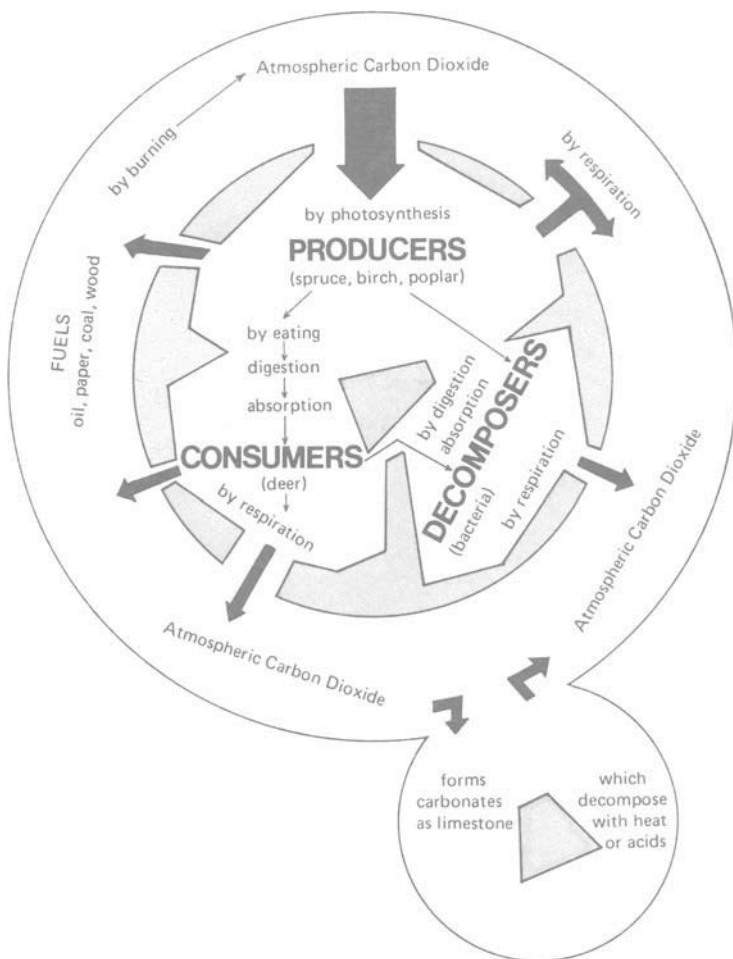 Atmospheric Carbon Dioxide
by burning
by respiration
by photosynthesis
PRODUCERS
(spruce, birch, poplar)
FUELS
oil, paper, coal, wood
by eating
digestion
absorption
by digestion
absorption
CONSUMERS
(deer)
by respiration
DECOMPOSERS
(bacteria)
by respiration
Atmospheric Carbon Dioxide
Atmospheric Carbon Dioxide
forms
carbonates
as limestone
which
decompose
with heat
or acids